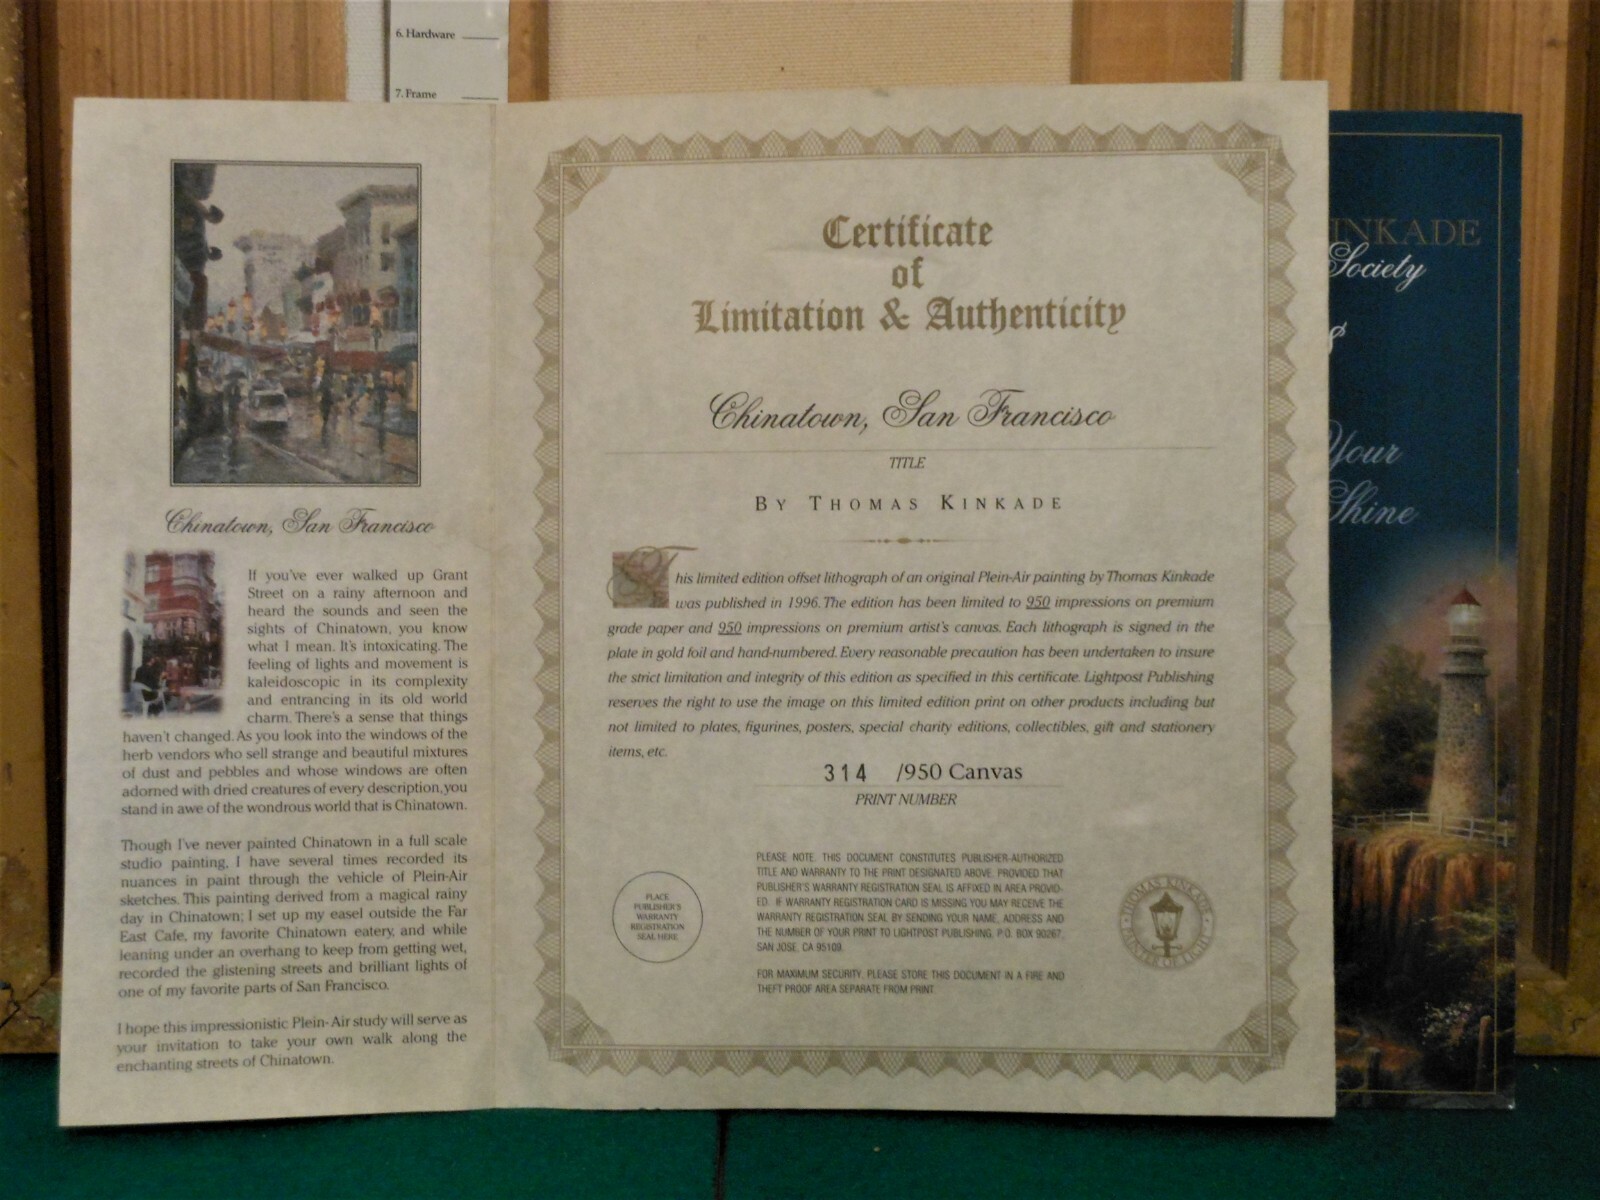 6. Hardware
7. Frame
Chinatown, San Francisco
If you've ever walked up Grant
Street on a rainy afternoon and
heard the sounds and seen the
sights of Chinatown, you know
what I mean. It's intoxicating. The
feeling of lights and movement is
kaleidoscopic in its complexity
and entrancing in its old world
charm. There's a sense that things
haven't changed. As you look into the windows of the
herb vendors who sell strange and beautiful mixtures
of dust and pebbles and whose windows are often
adorned with dried creatures of every description, you
stand in awe of the wondrous world that is Chinatown.
Though I've never painted Chinatown in a full scale
studio painting, I have several times recorded its
nuances in paint through the vehicle of Plein-Air
sketches. This painting derived from a magical rainy
day in Chinatown; I set up my easel outside the Far
East Cafe, my favorite Chinatown eatery, and while
leaning under an overhang to keep from getting wet,
recorded the glistening streets and brilliant lights of
one of my favorite parts of San Francisco.
I hope this impressionistic Plein-Air study will serve as
your invitation to take your own walk along the
enchanting streets of Chinatown.
Certificate
of
Limitation & Authenticity
Chinatown, San Francisco
TITLE
BY THOMAS KINKADE
This limited edition offset lithograph of an original Plein-Air painting by Thomas Kinkade
was published in 1996. The edition has been limited to 950 impressions on premium
grade paper and 950 impressions on premium artist's canvas. Each lithograph is signed in the
plate in gold foil and hand-numbered. Every reasonable precaution has been undertaken to insure
the strict limitation and integrity of this edition as specified in this certificate. Lightpost Publishing
reserves the right to use the image on this limited edition print on other products including but
not limited to plates, figurines, posters, special charity editions, collectibles, gift and stationery
items, etc.
314 /950 Canvas
PRINT NUMBER
PLACE
PUBLISHER'S
WARRANTY
REGISTRATION
SEAL HERE
PLEASE NOTE. THIS DOCUMENT CONSTITUTES PUBLISHER-AUTHORIZED
TITLE AND WARRANTY TO THE PRINT DESIGNATED ABOVE, PROVIDED THAT
PUBLISHER'S WARRANTY REGISTRATION SEAL IS AFFIXED IN AREA PROVID-
ED. IF WARRANTY REGISTRATION CARD IS MISSING YOU MAY RECEIVE THE
WARRANTY REGISTRATION SEAL BY SENDING YOUR NAME, ADDRESS AND
THE NUMBER OF YOUR PRINT TO LIGHTPOST PUBLISHING, P.O. BOX 90267,
SAN JOSE, CA 95109.
FOR MAXIMUM SECURITY, PLEASE STORE THIS DOCUMENT IN A FIRE AND
THEFT PROOF AREA SEPARATE FROM PRINT.
THOMAS KINKADE
PAINTER OF LIGHT
INKADE
Society
&
Your
Shine